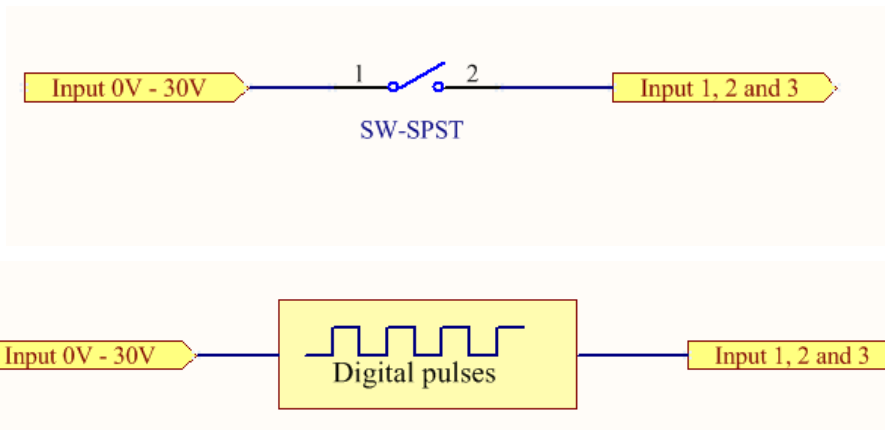 Input 0V - 30V
1
2
Input 1, 2 and 3
SW-SPST
Input 0V - 30V
Digital pulses
Input 1, 2 and 3